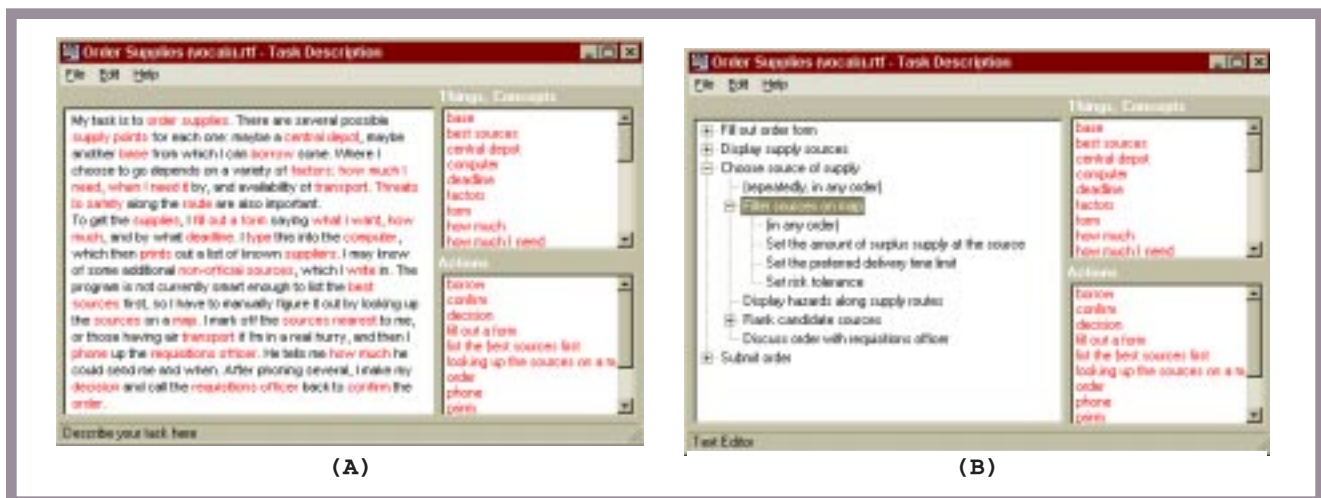 Order Supplies (vocab).rtf - Task Description
File Edit Help
My task is to order supplies. There are several possible
supply points for each one: maybe a central depot, maybe
another base from which I can borrow some. Where I
choose to go depends on a variety of factors: how much I
need, when I need it by, and availability of transport. Threats
to safety along the route are also important.
To get the supplies, I fill out a form saying what I want, how
much, and by what deadline. I type this into the computer,
which then prints out a list of known suppliers. I may know
of some additional non-official sources, which I write in. The
program is not currently smart enough to list the best
sources first, so I have to manually figure it out by looking up
the sources on a map. I mark off the sources nearest to me,
or those having air transport if I'm in a real hurry, and then I
phone up the requisitions officer. He tells me how much he
could send me and when. After phoning several, I make my
decision and call the requisitions officer back to confirm the
order.
Things, Concepts
base
best sources
central depot
computer
deadline
factors
form
how much
how much I need
Actions
borrow
confirm
decision
fill out a form
list the best sources first
looking up the sources on a m
order
phone
prints
Describe your task here
(A)
Order Supplies (vocab).rtf - Task Description
File Edit Help
Fill out order form
Display supply sources
Choose source of supply
(repeatedly, in any order)
Filter sources on map
(in any order)
Set the amount of surplus supply at the source
Set the preferred delivery time limit
Set risk tolerance
Display hazards along supply routes
Rank candidate sources
Discuss order with requisitions officer
Submit order
Things, Concepts
base
best sources
central depot
computer
deadline
factors
form
how much
how much I need
Actions
borrow
confirm
decision
fill out a form
list the best sources first
looking up the sources on a m
order
phone
prints
Text Editor
(B)